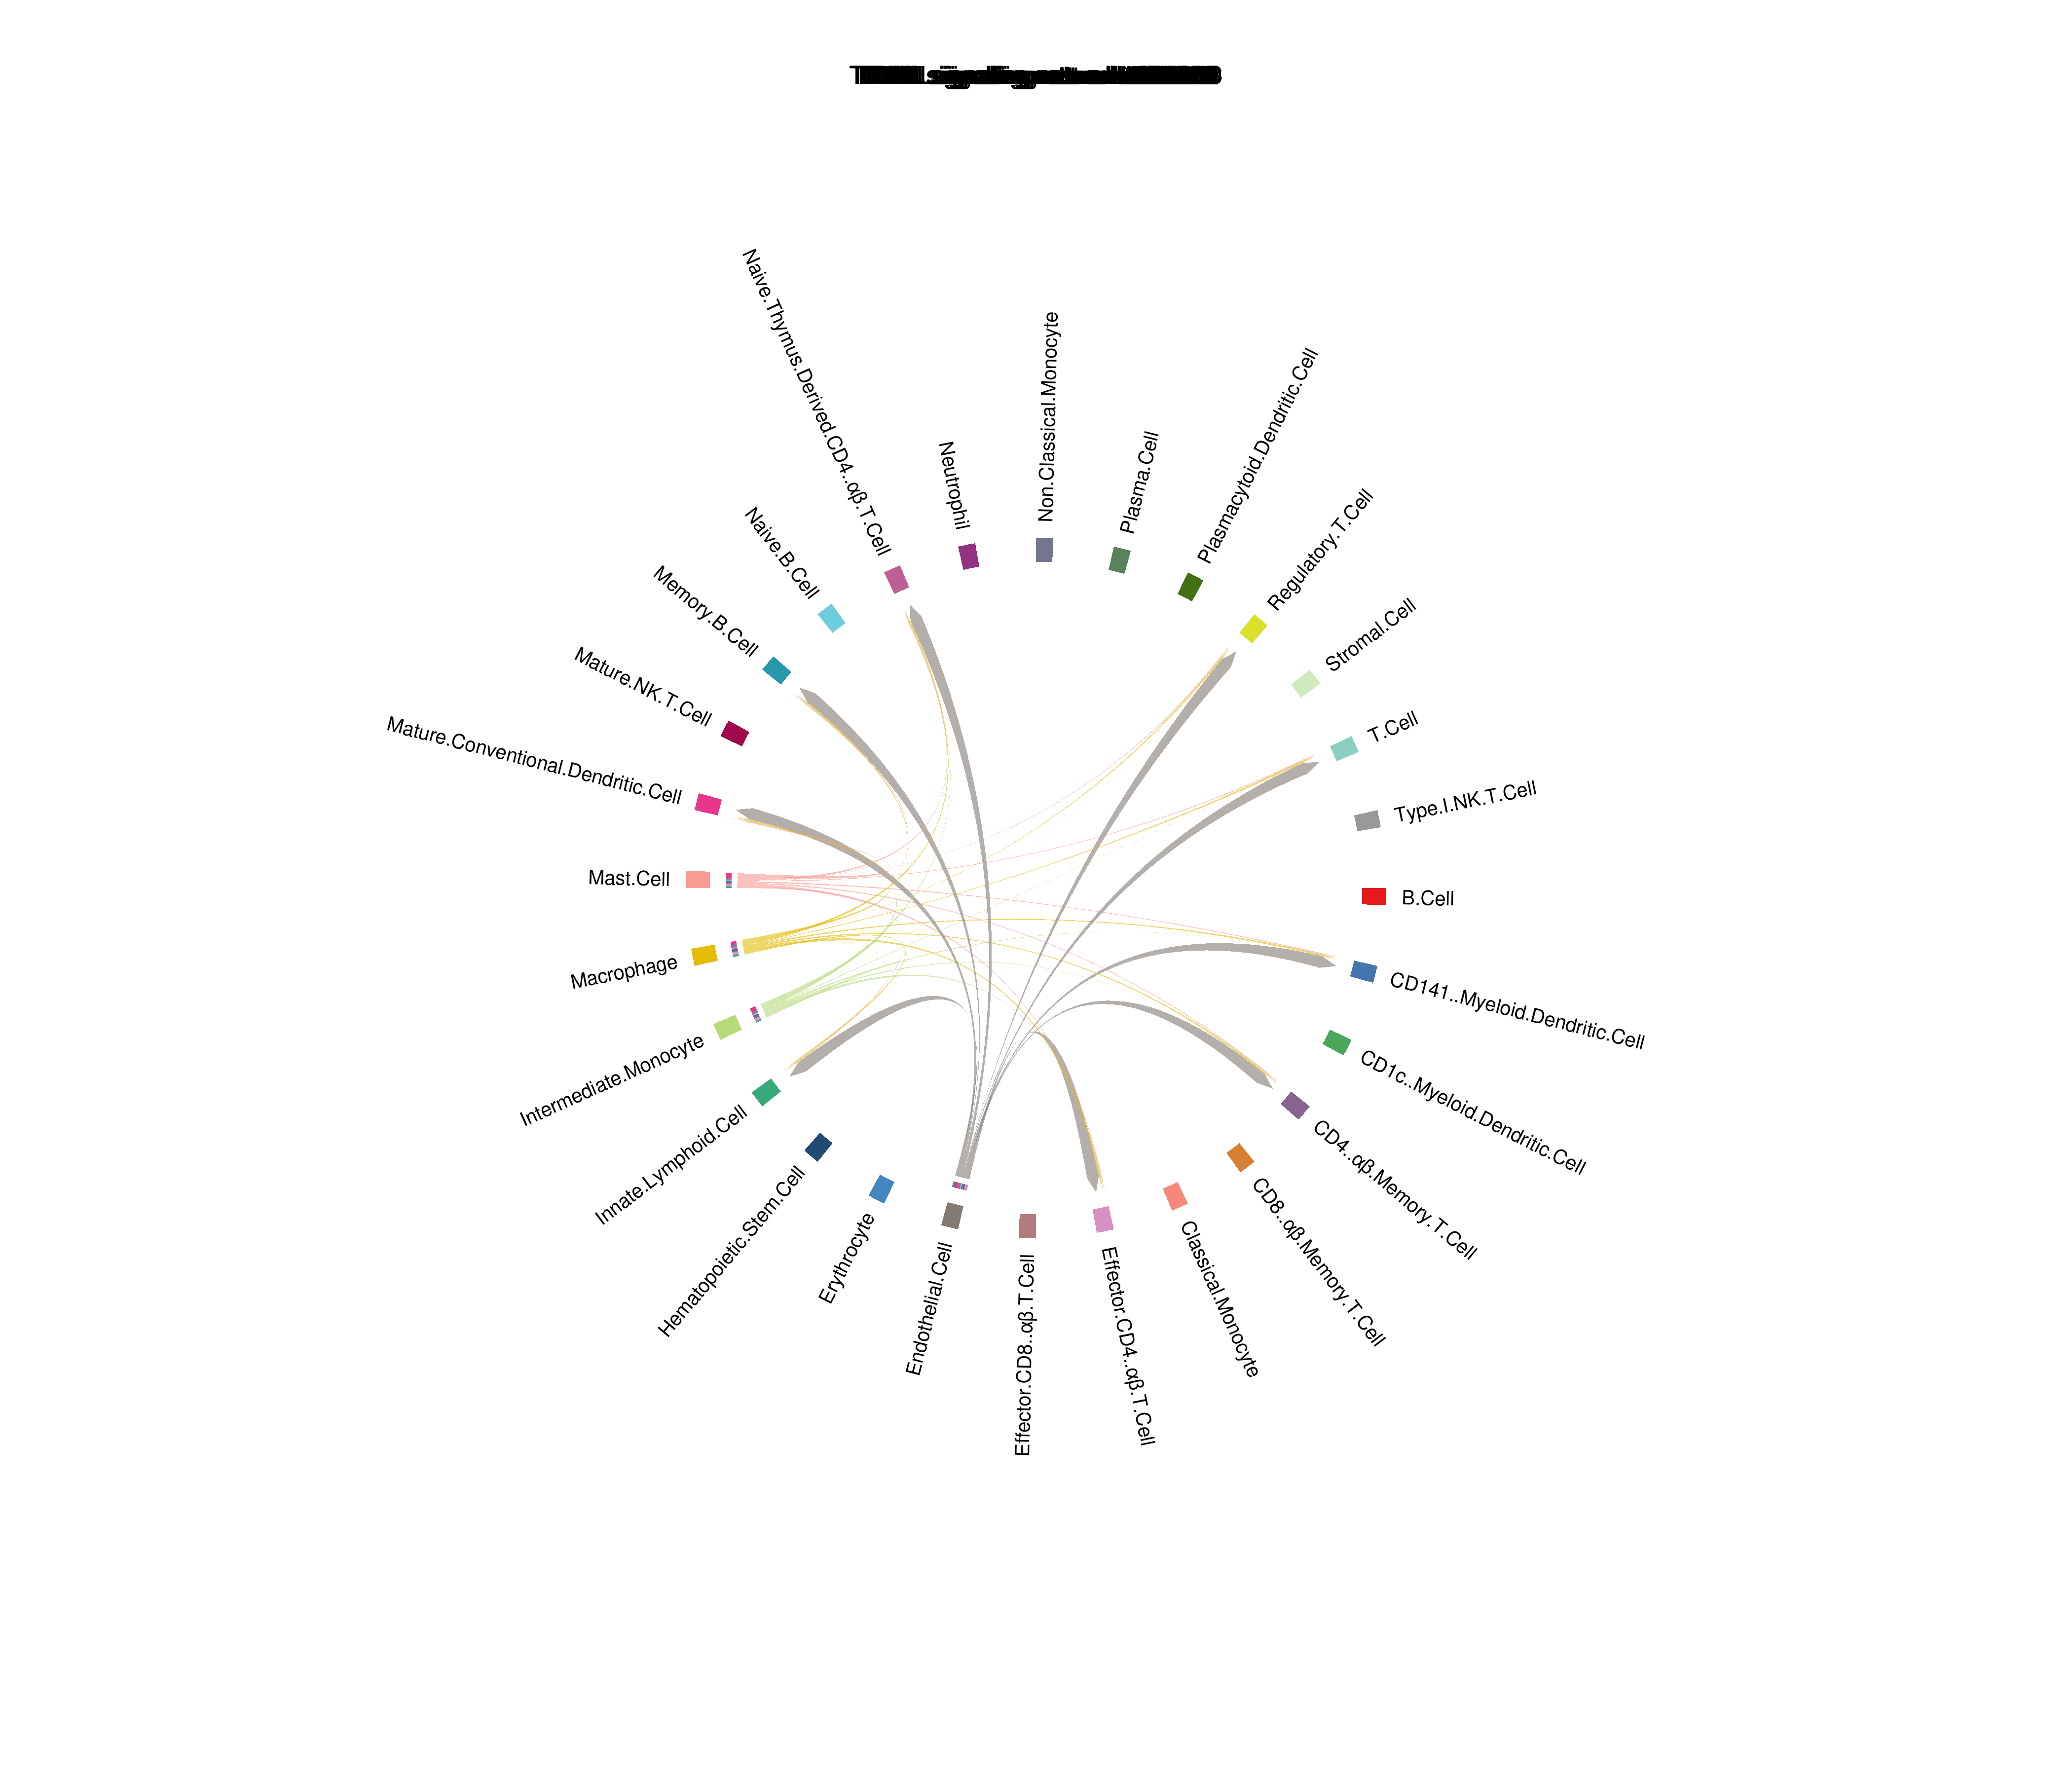 Naive.Thymus.Derived.CD4..αβ.T.Cell
Neutrophil
Non.Classical.Monocyte
Plasma.Cell
Plasmacytoid.Dendritic.Cell
Regulatory.T.Cell
Stromal.Cell
T.Cell
Type.I.NK.T.Cell
B.Cell
CD141..Myeloid.Dendritic.Cell
CD1c..Myeloid.Dendritic.Cell
CD4..αβ.Memory.T.Cell
CD8..αβ.Memory.T.Cell
Classical.Monocyte
Effector.CD4..αβ.T.Cell
Effector.CD8..αβ.T.Cell
Endothelial.Cell
Erythrocyte
Hematopoietic.Stem.Cell
Innate.Lymphoid.Cell
Intermediate.Monocyte
Macrophage
Mast.Cell
Mature.Conventional.Dendritic.Cell
Mature.NK.T.Cell
Memory.B.Cell
Naive.B.Cell